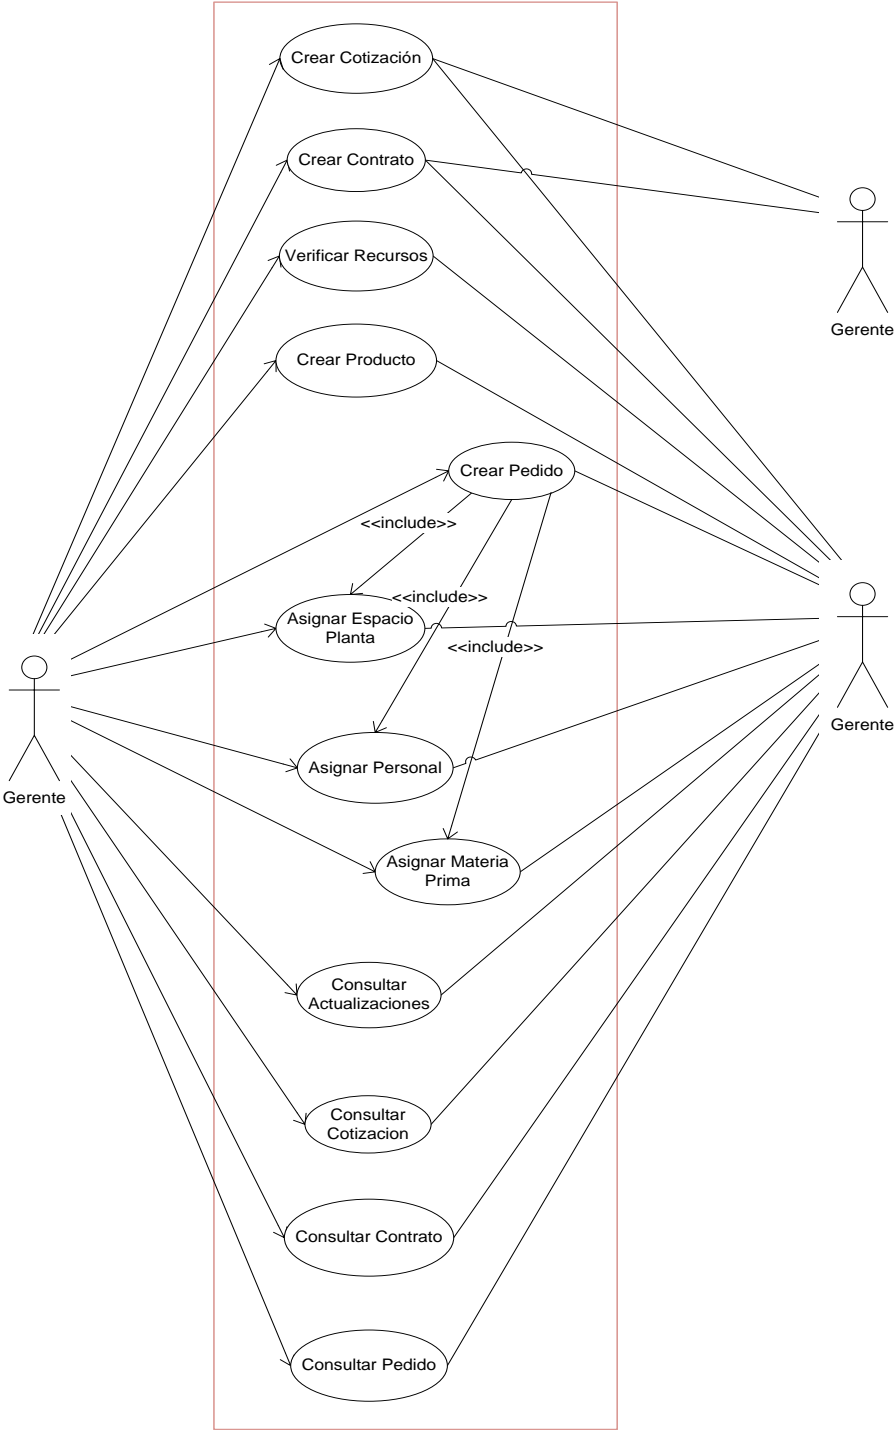 Crear Cotización
Crear Contrato
Verificar Recursos
Gerente
Crear Producto
Crear Pedido
<<include>>
<<include>>
Asignar Espacio
Planta
<<include>>
Gerente
Asignar Personal
Gerente
Asignar Materia
Prima
Consultar
Actualizaciones
Consultar
Cotizacion
Consultar Contrato
Consultar Pedido